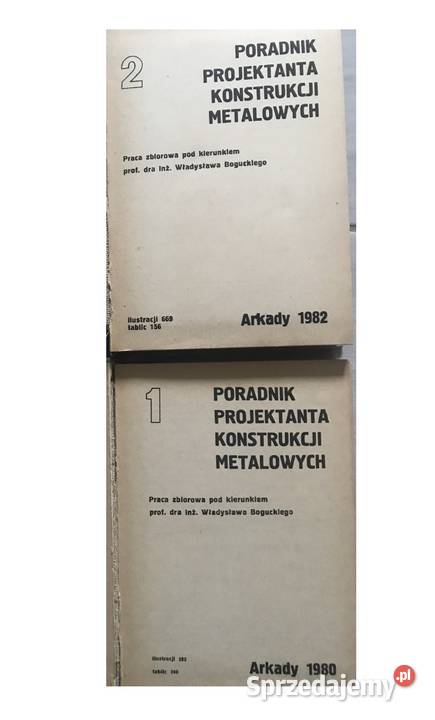 2
PORADNIK
PROJEKTANTA
KONSTRUKCJI
METALOWYCH
Praca zbiorowa pod kierunkiem
prof. dra inż. Władysława Boguckiego
ilustracji 669
tablic 156
Arkady 1982
1
PORADNIK
PROJEKTANTA
KONSTRUKCJI
METALOWYCH
Praca zbiorowa pod kierunkiem
prof. dra inż. Władysława Boguckiego
ilustracji
tablic
Arkady 1980
Sprzedajemy.pl